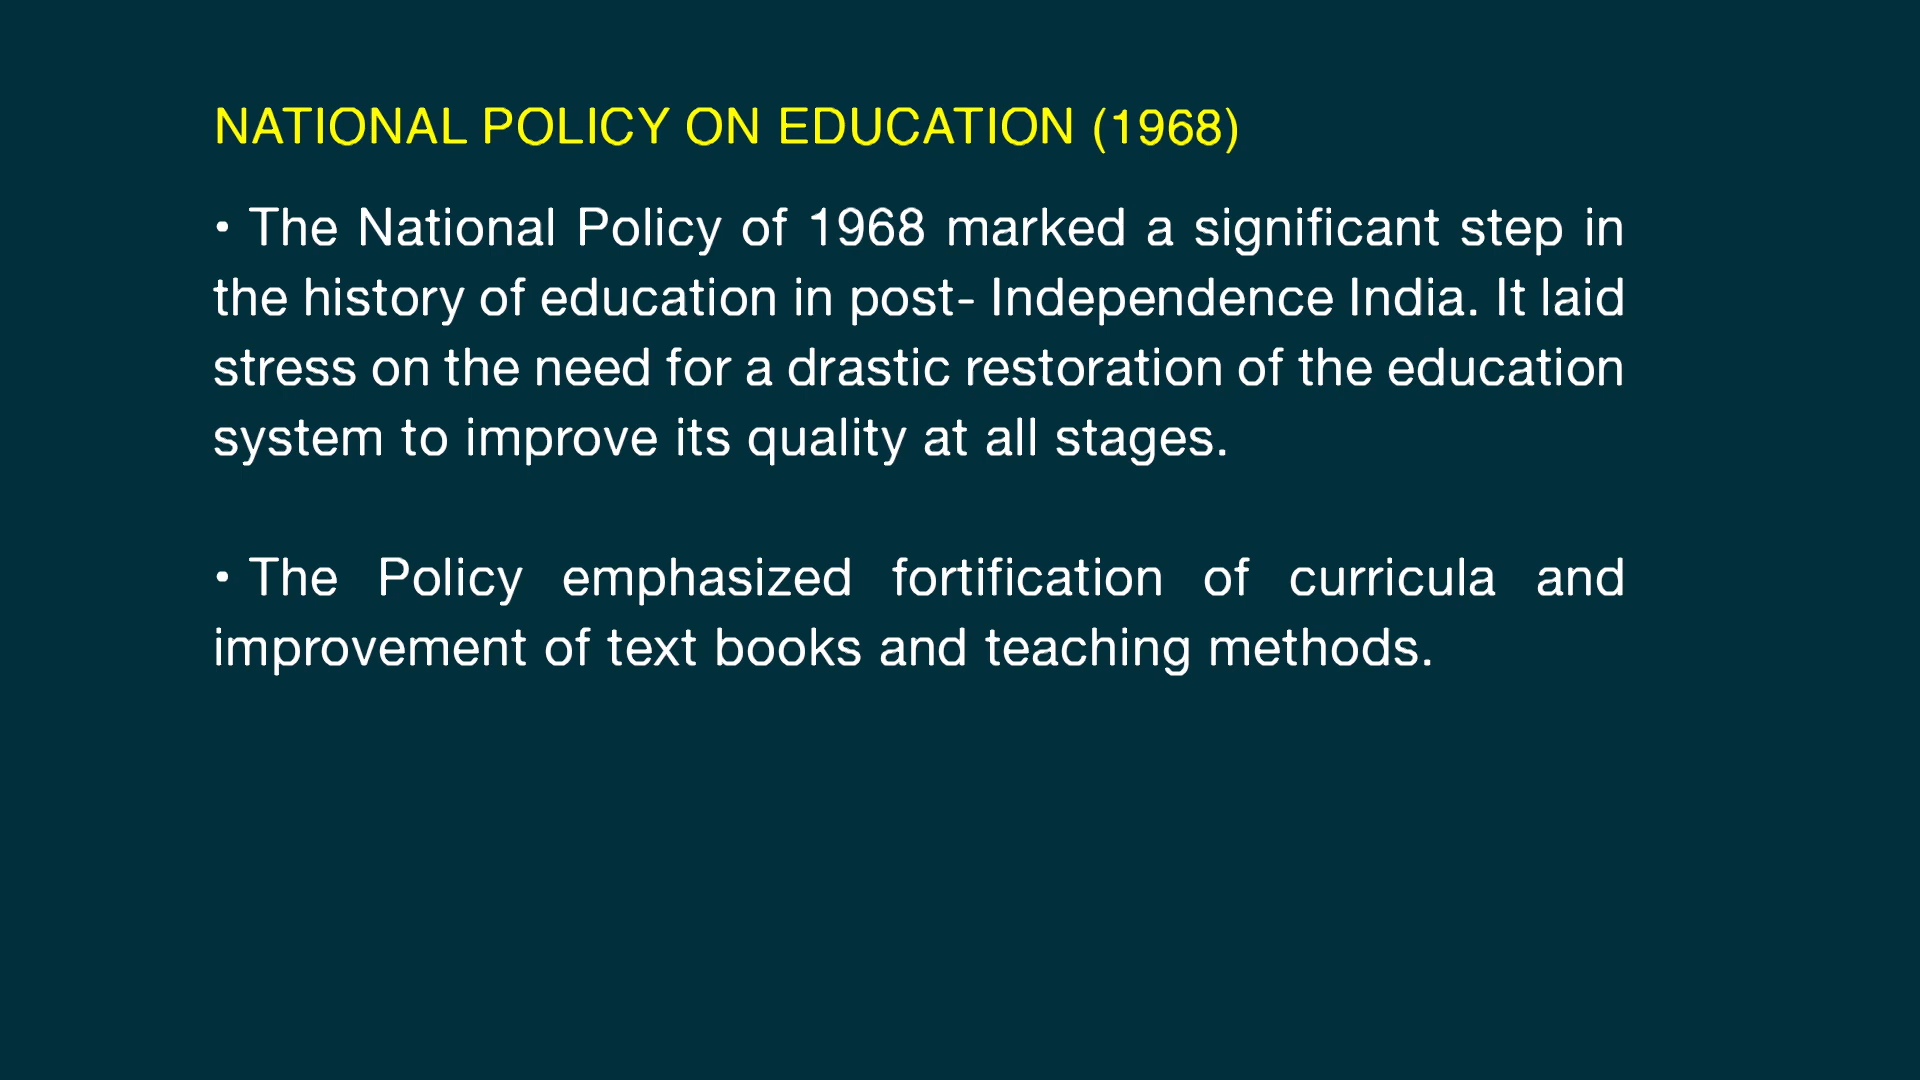 NATIONAL POLICY ON EDUCATION (1968)
• The National Policy of 1968 marked a significant step in
the history of education in post- Independence India. It laid
stress on the need for a drastic restoration of the education
system to improve its quality at all stages.
• The Policy emphasized fortification of curricula and
improvement of text books and teaching methods.